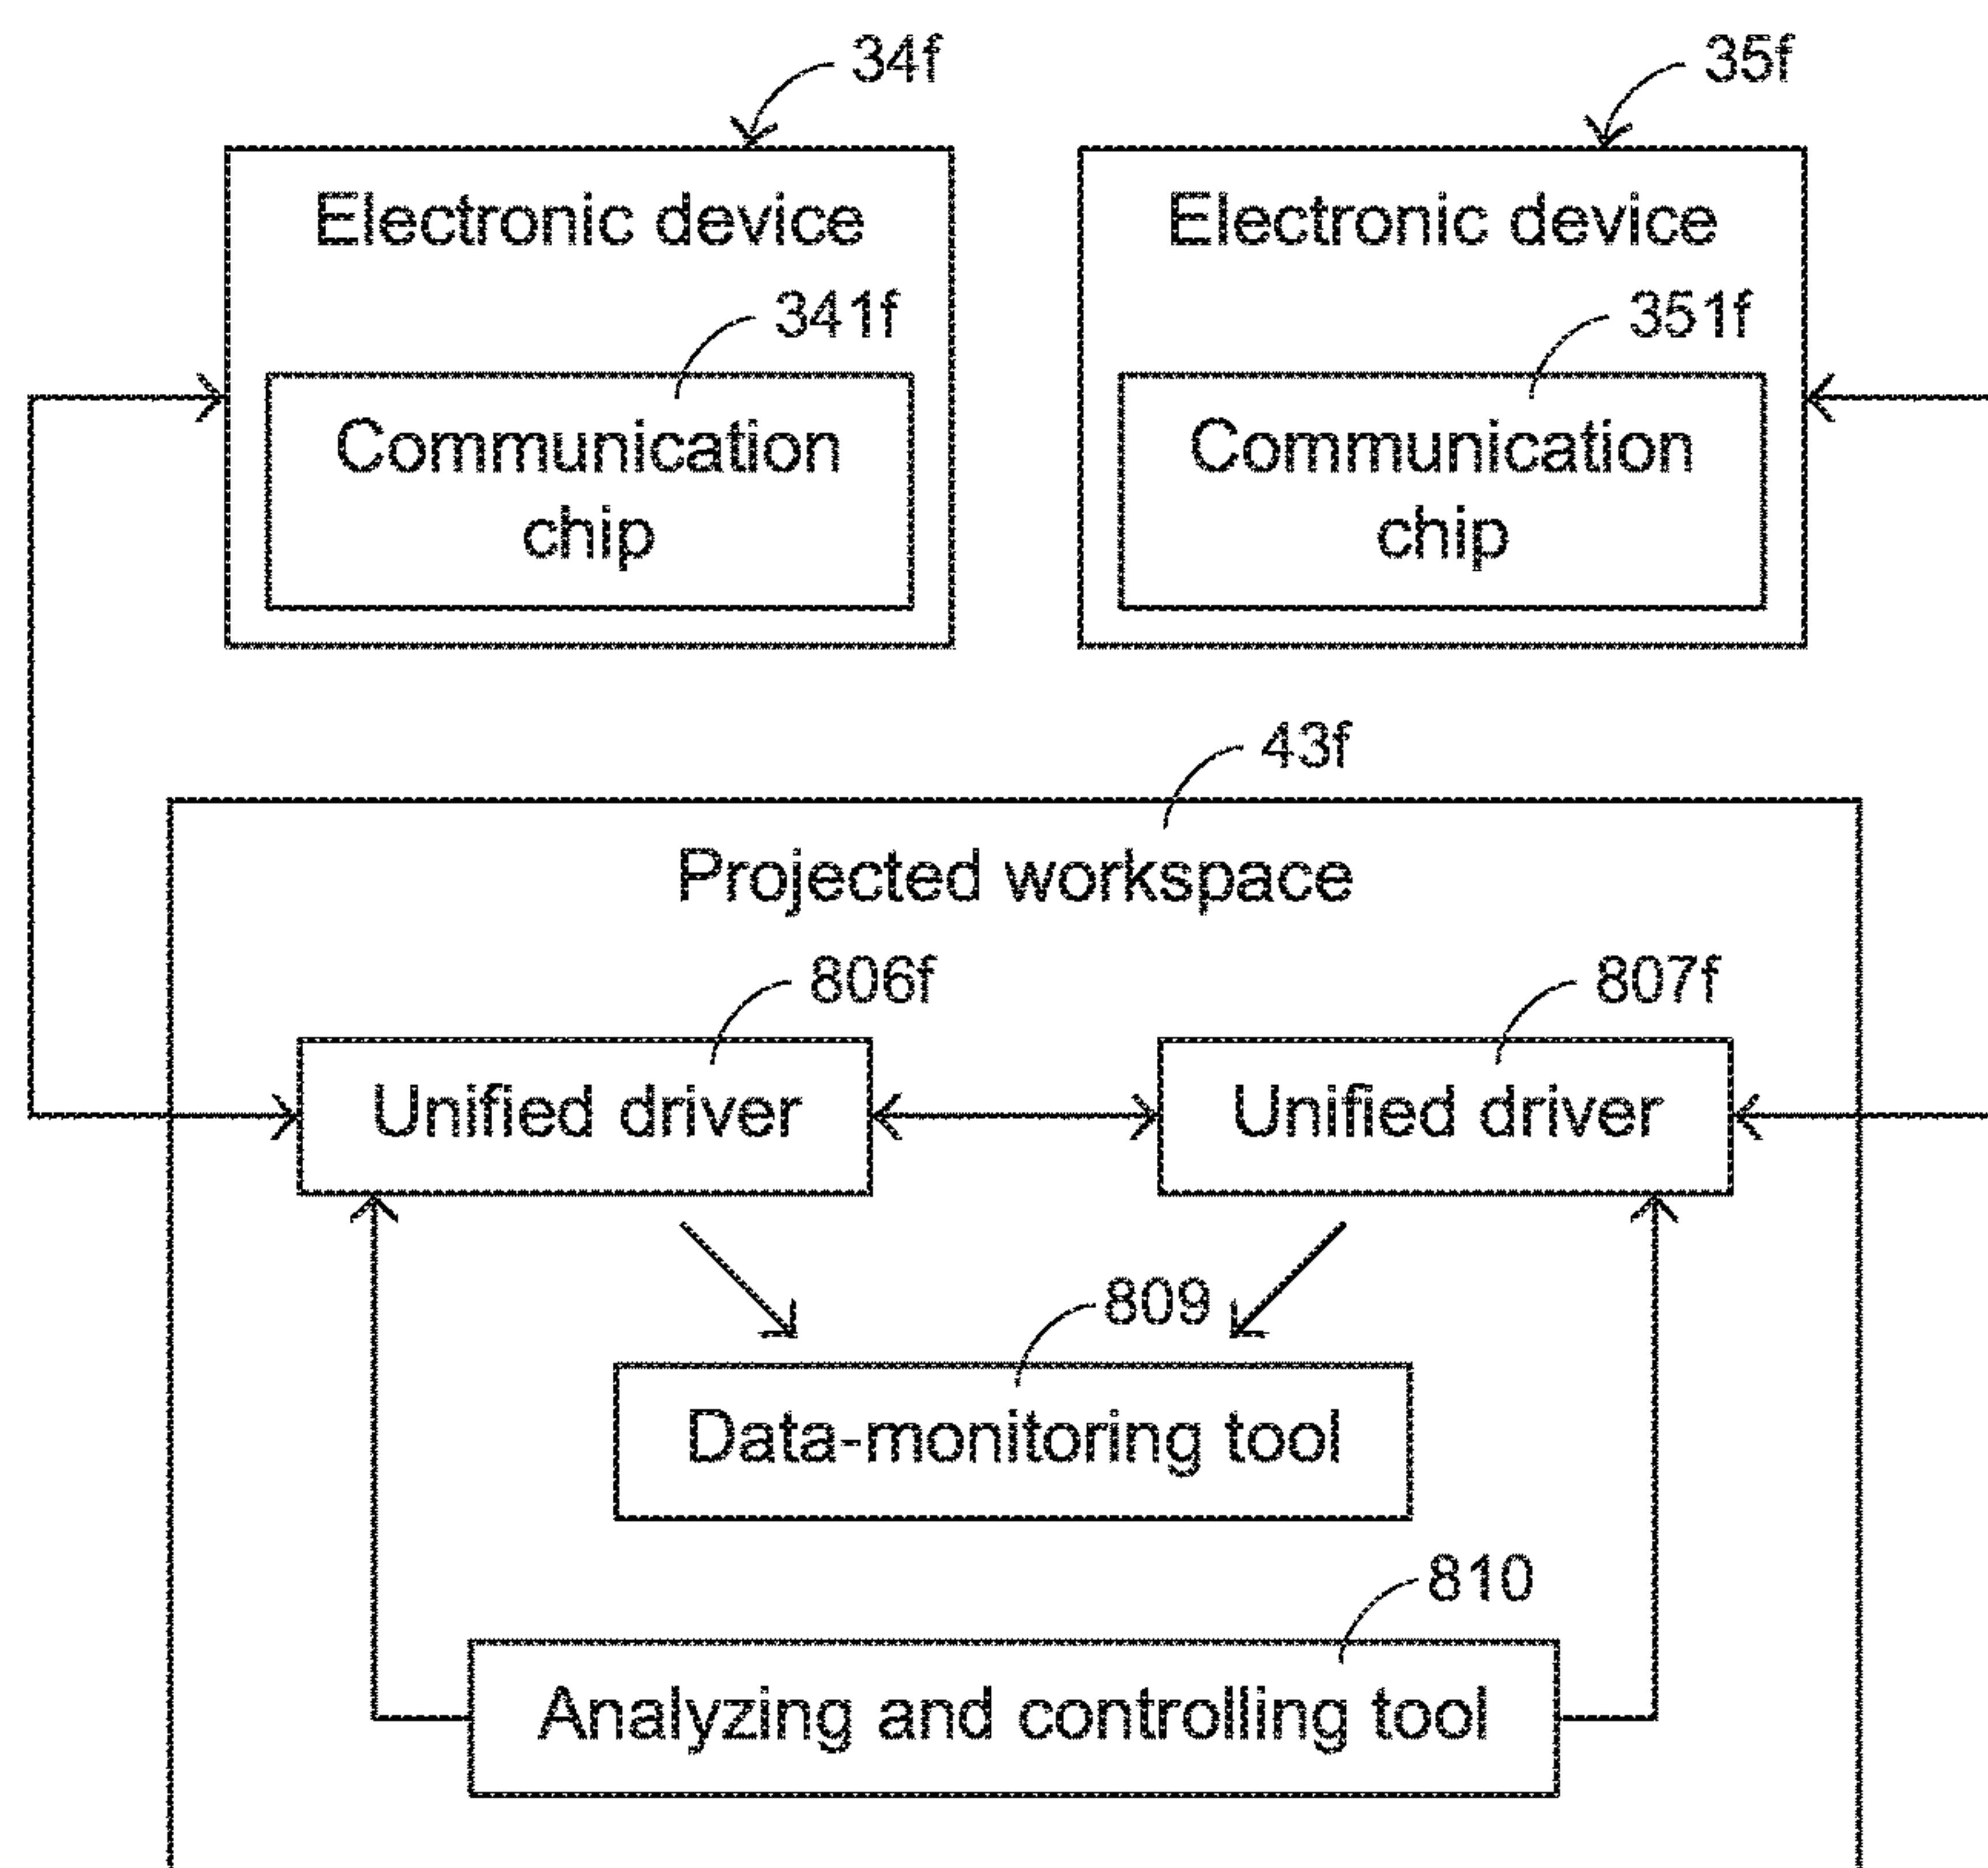 34f
35f
Electronic device
Electronic device
341f
351f
Communication
chip
Communication
chip
43f
Projected workspace
806f
807f
Unified driver
Unified driver
809
Data-monitoring tool
810
Analyzing and controlling tool